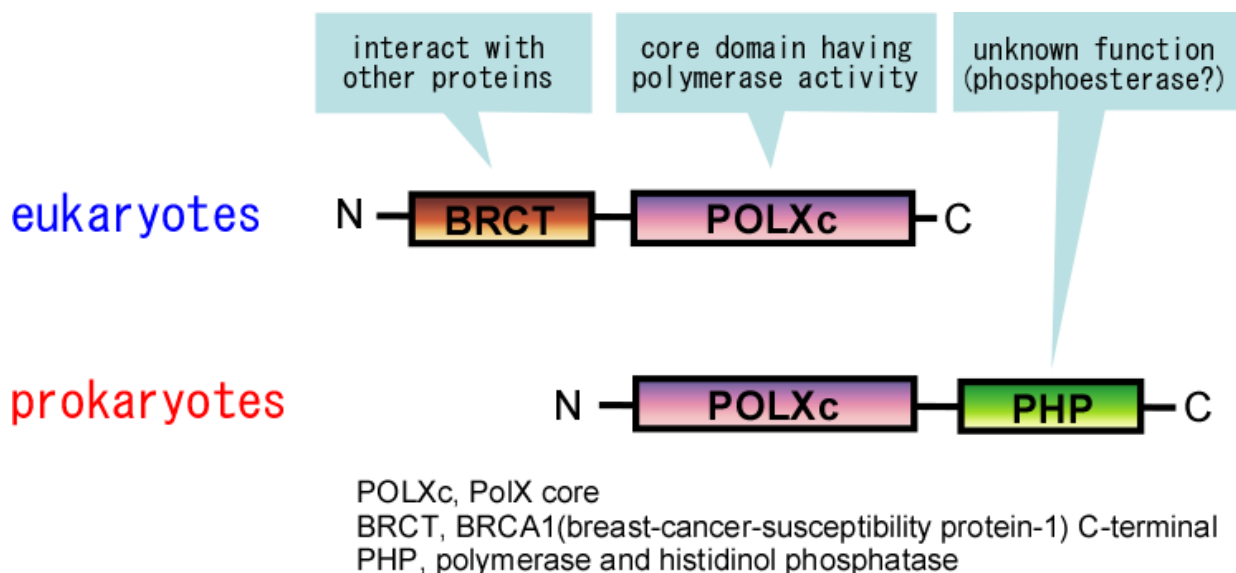 interact with
other proteins
core domain having
polymerase activity
unknown function
(phosphoesterase?)
eukaryotes
N
BRCT
POLXc
C
prokaryotes
N
POLXc
PHP
C
POLXc, PolX core
BRCT, BRCA1(breast-cancer-susceptibility protein-1) C-terminal
PHP, polymerase and histidinol phosphatase